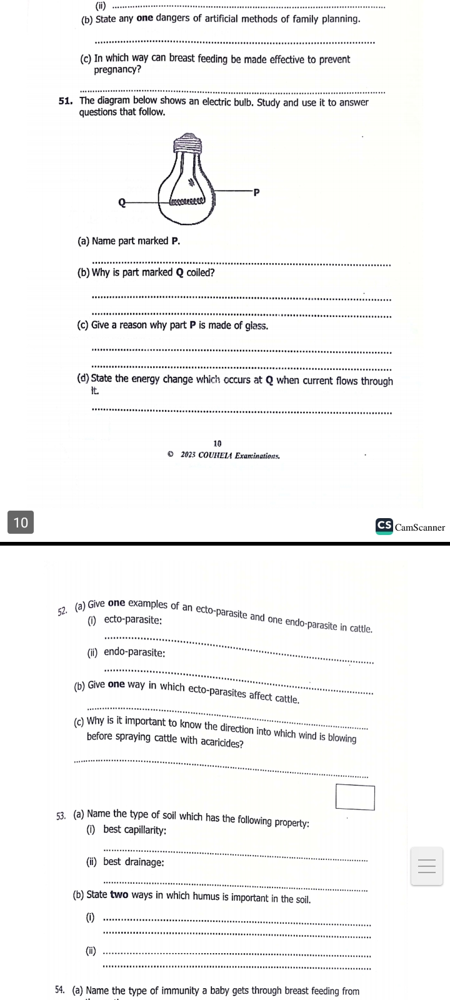 (ii)
(b) State any one dangers of artificial methods of family planning.
(c) In which way can breast feeding be made effective to prevent
pregnancy?
51. The diagram below shows an electric bulb. Study and use it to answer
questions that follow.
P
Q
(a) Name part marked P.
(b) Why is part marked Q coiled?
(c) Give a reason why part P is made of glass.
(d) State the energy change which occurs at Q when current flows through
it.
10
© 2023 COUHEIA Examinations.
10
CS CamScanner
52. (a) Give one examples of an ecto-parasite and one endo-parasite in cattle.
(i) ecto-parasite:
(ii) endo-parasite:
(b) Give one way in which ecto-parasites affect cattle.
(c) Why is it important to know the direction into which wind is blowing
before spraying cattle with acaricides?
53. (a) Name the type of soil which has the following property:
(i) best capillarity:
(ii) best drainage:
(b) State two ways in which humus is important in the soil.
(i)
(ii)
54. (a) Name the type of immunity a baby gets through breast feeding from